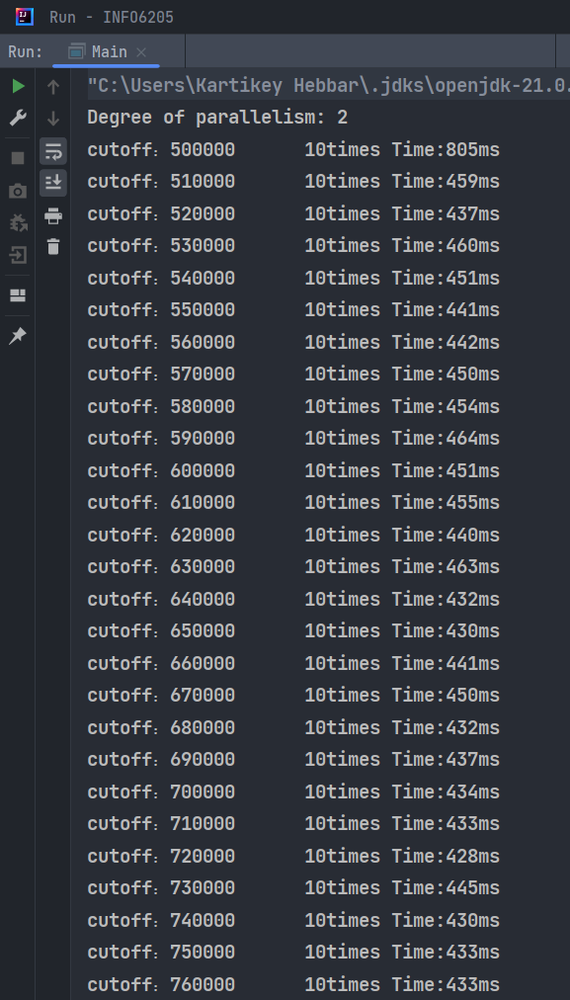 Run - INFO6205
Run: Main
"C:\Users\Kartikey Hebbar\.jdks\openjdk-21.0.
Degree of parallelism: 2
cutoff：500000 10times Time:805ms
cutoff：510000 10times Time:459ms
cutoff：520000 10times Time:437ms
cutoff：530000 10times Time:460ms
cutoff：540000 10times Time:451ms
cutoff：550000 10times Time:441ms
cutoff：560000 10times Time:442ms
cutoff：570000 10times Time:450ms
cutoff：580000 10times Time:454ms
cutoff：590000 10times Time:464ms
cutoff：600000 10times Time:451ms
cutoff：610000 10times Time:455ms
cutoff：620000 10times Time:440ms
cutoff：630000 10times Time:463ms
cutoff：640000 10times Time:432ms
cutoff：650000 10times Time:430ms
cutoff：660000 10times Time:441ms
cutoff：670000 10times Time:450ms
cutoff：680000 10times Time:432ms
cutoff：690000 10times Time:437ms
cutoff：700000 10times Time:434ms
cutoff：710000 10times Time:433ms
cutoff：720000 10times Time:428ms
cutoff：730000 10times Time:445ms
cutoff：740000 10times Time:430ms
cutoff：750000 10times Time:433ms
cutoff：760000 10times Time:433ms